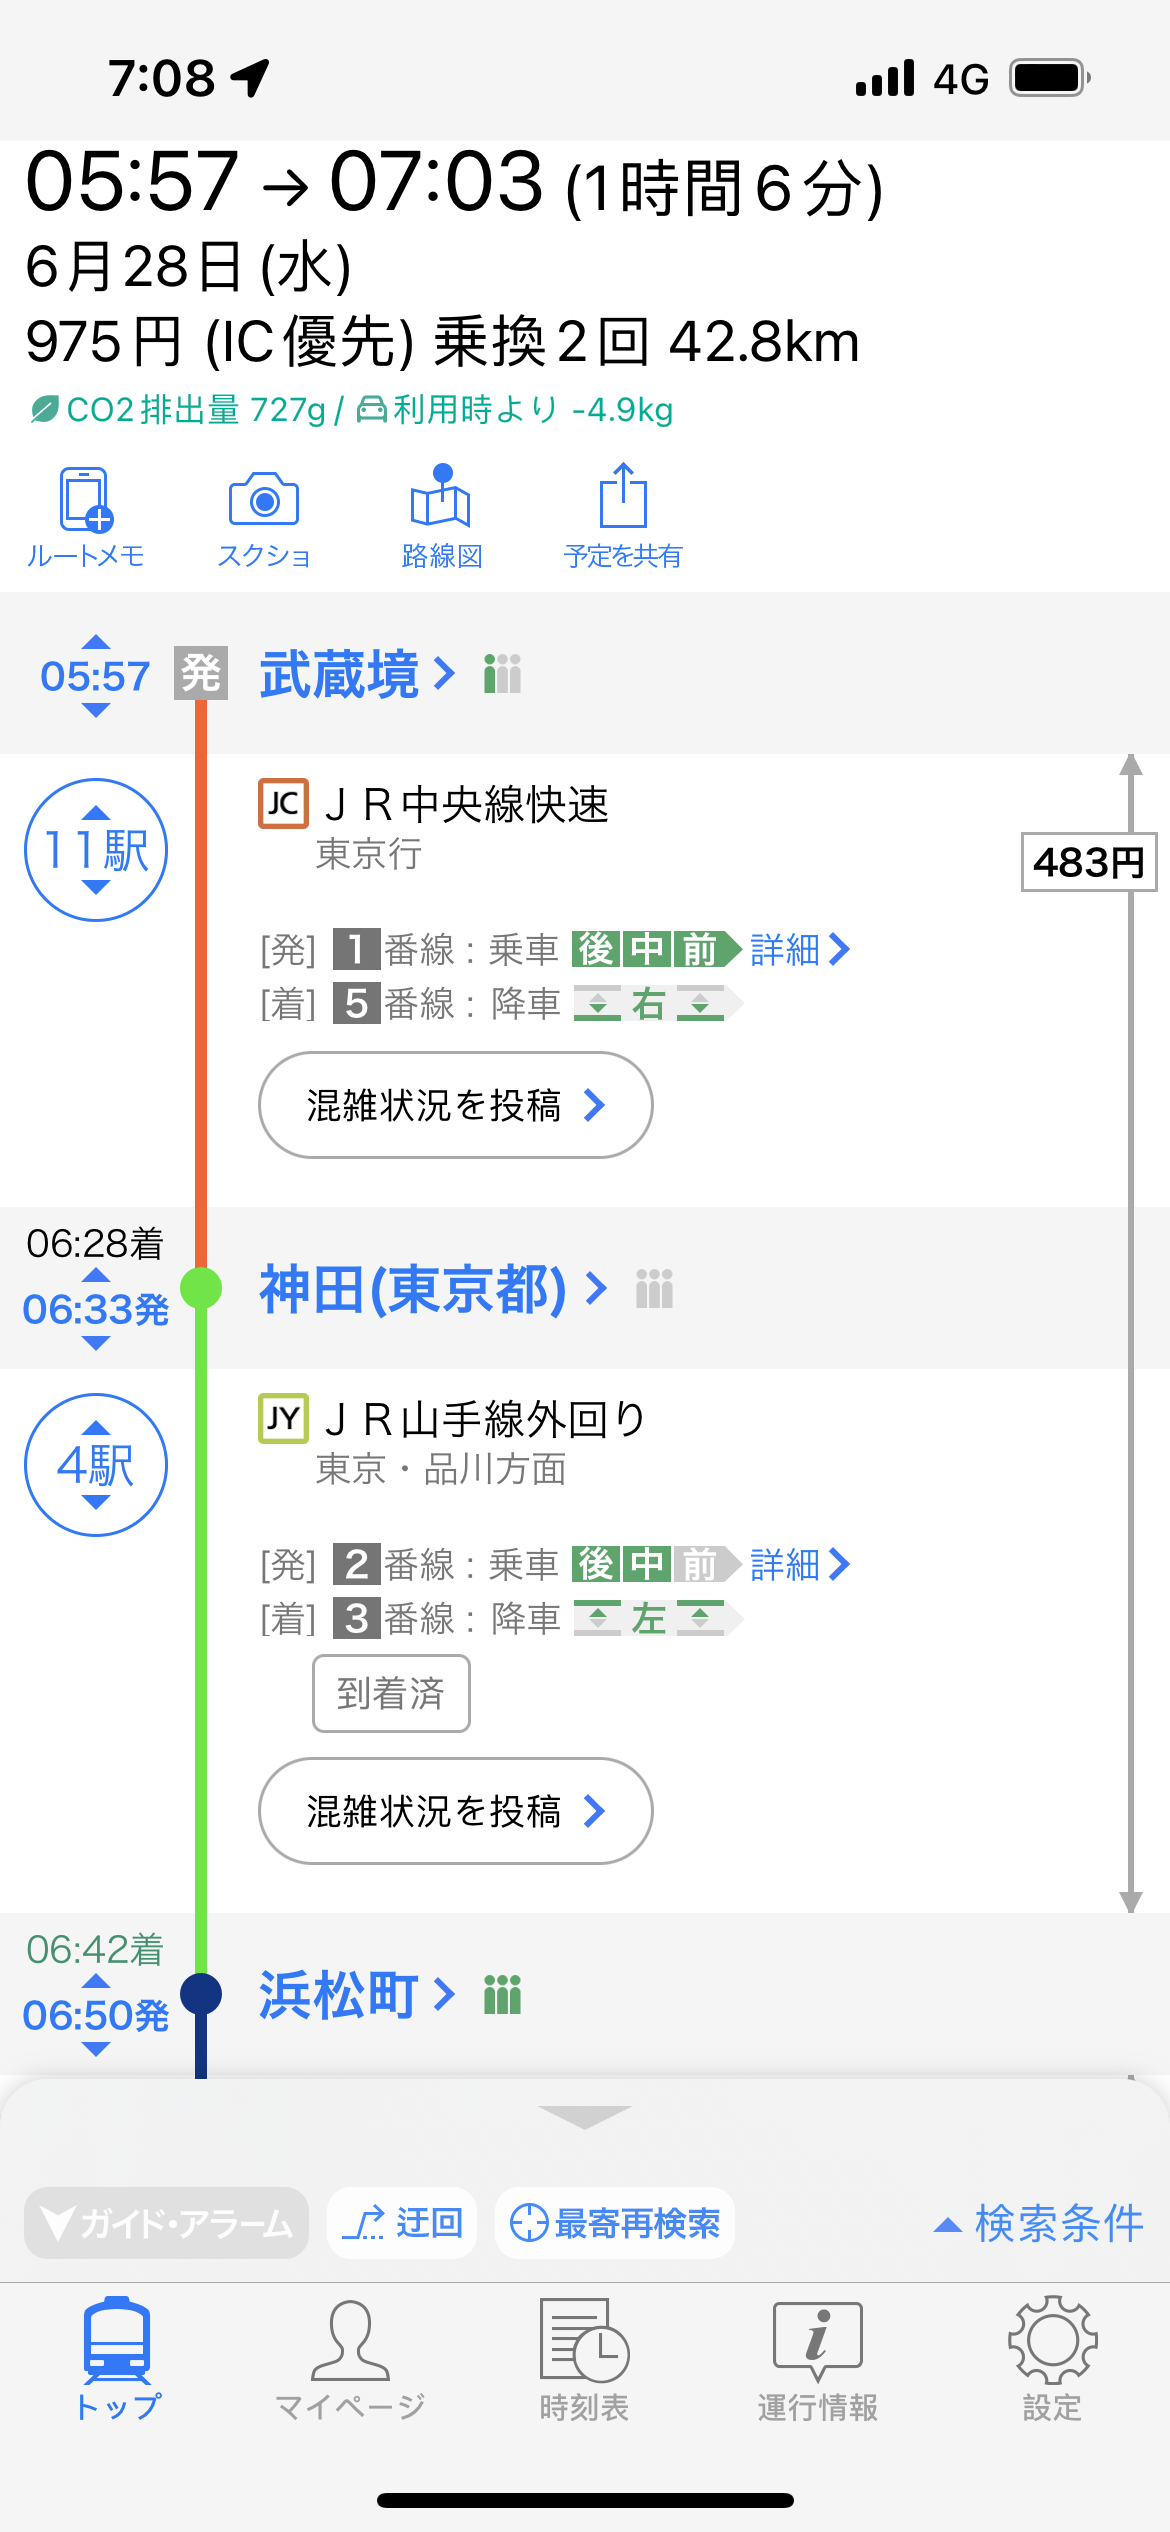 7:08 4G
05:57 → 07:03 (1時間6分)
6月28日(水)
975円 (IC優先) 乗換2回 42.8km
CO2排出量 727g / 利用時より -4.9kg
ルートメモ スクショ 路線図 予定を共有
05:57 発 武蔵境
11駅
JC ＪＲ中央線快速
東京行
483円
[発] 1番線：乗車 後 中 前 詳細
[着] 5番線：降車 右
混雑状況を投稿
06:28着
06:33発
神田(東京都)
4駅
JY ＪＲ山手線外回り
東京・品川方面
[発] 2番線：乗車 後 中 前 詳細
[着] 3番線：降車 左
到着済
混雑状況を投稿
06:42着
06:50発
浜松町
ガイド・アラーム 迂回 最寄再検索 検索条件
トップ マイページ 時刻表 運行情報 設定